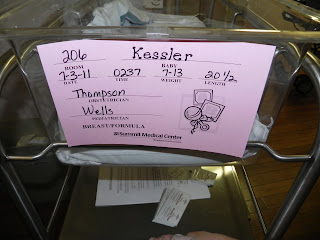 206 Kessler
ROOM BABY
7-3-11 0237 7-13 20 1/2
DATE TIME WEIGHT LENGTH
Thompson
OBSTETRICIAN
Wells
PEDIATRICIAN
BREAST/FORMULA
Summit Medical Center